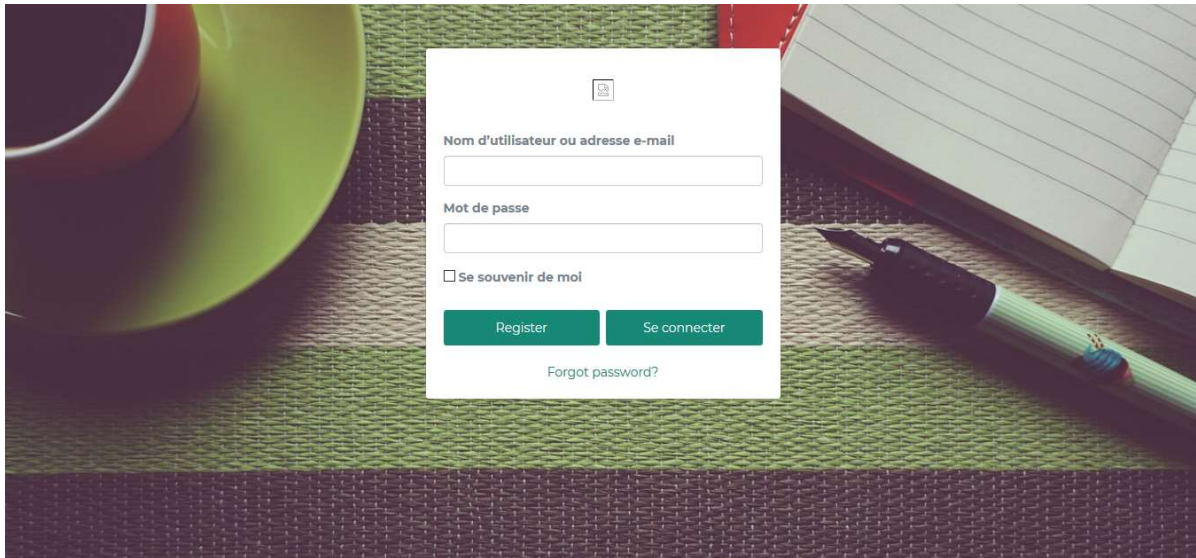 Nom d’utilisateur ou adresse e-mail
Mot de passe
Se souvenir de moi
Register
Se connecter
Forgot password?